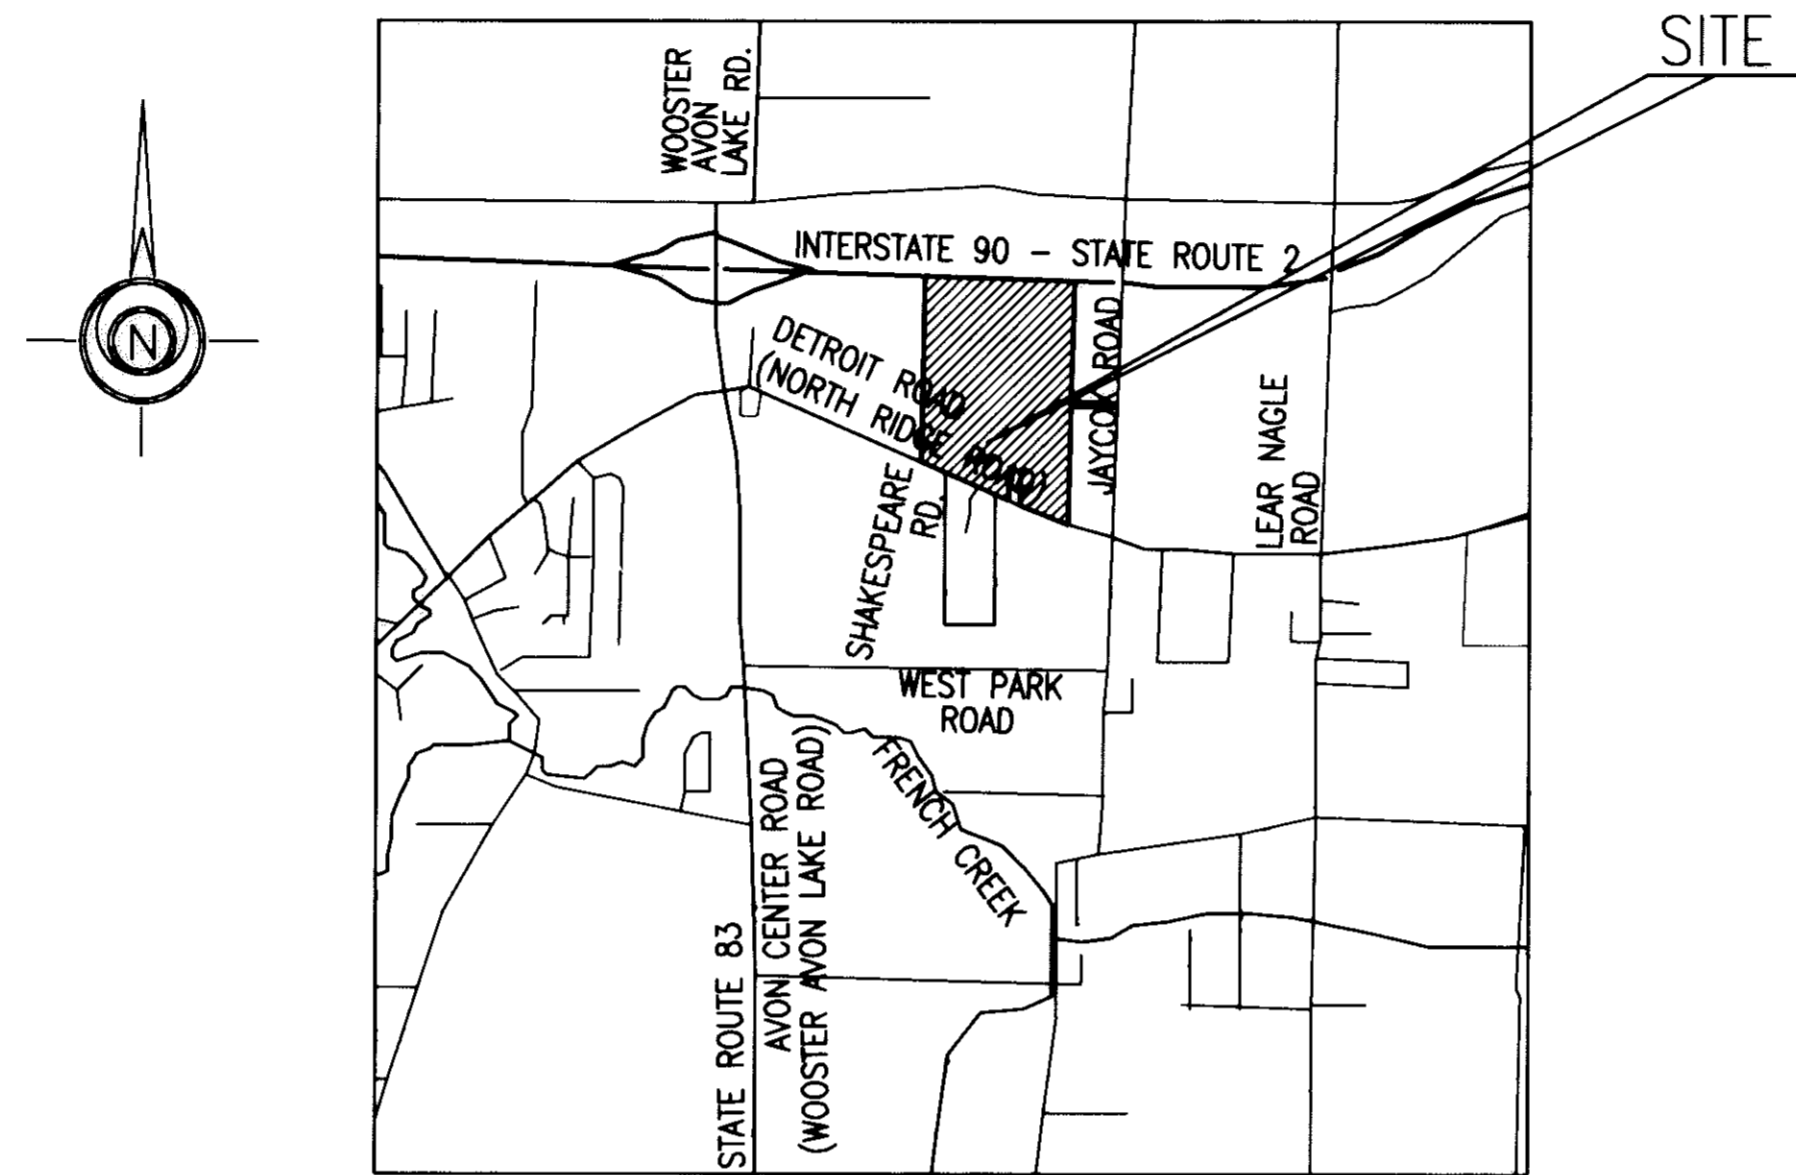 SITE
WOOSTER
AVON
LAKE RD.
INTERSTATE 90 - STATE ROUTE 2
DETROIT ROAD
(NORTH RIDGE ROAD)
JAYCOX ROAD
LEAR NAGLE
ROAD
SHAKESPEARE
RD.
N
WEST PARK
ROAD
FRENCH CREEK
STATE ROUTE 83
AVON CENTER ROAD
(WOOSTER AVON LAKE ROAD)